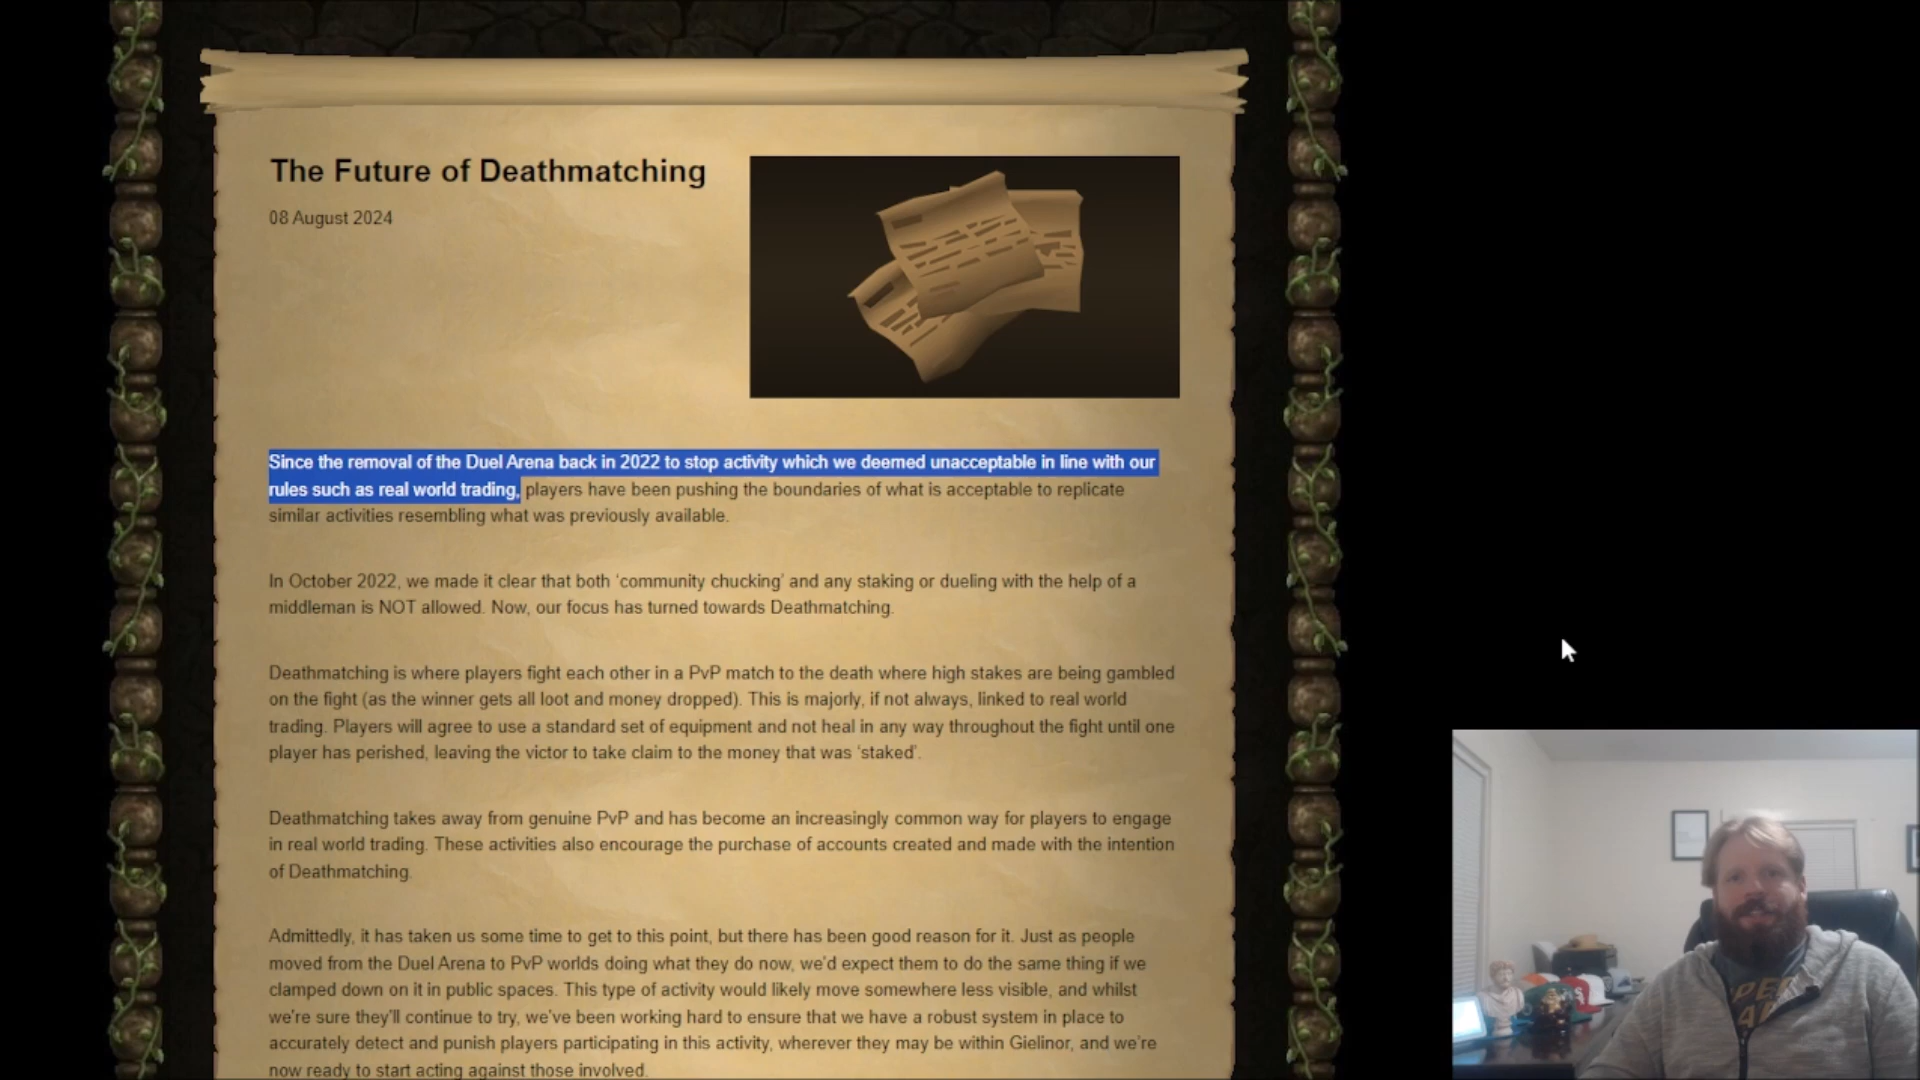 The Future of Deathmatching
08 August 2024
Since the removal of the Duel Arena back in 2022 to stop activity which we deemed unacceptable in line with our
rules such as real world trading, players have been pushing the boundaries of what is acceptable to replicate
similar activities resembling what was previously available.
In October 2022, we made it clear that both ‘community chucking’ and any staking or dueling with the help of a
middleman is NOT allowed. Now, our focus has turned towards Deathmatching.
Deathmatching is where players fight each other in a PvP match to the death where high stakes are being gambled
on the fight (as the winner gets all loot and money dropped). This is majorly, if not always, linked to real world
trading. Players will agree to use a standard set of equipment and not heal in any way throughout the fight until one
player has perished, leaving the victor to take claim to the money that was ‘staked’.
Deathmatching takes away from genuine PvP and has become an increasingly common way for players to engage
in real world trading. These activities also encourage the purchase of accounts created and made with the intention
of Deathmatching.
Admittedly, it has taken us some time to get to this point, but there has been good reason for it. Just as people
moved from the Duel Arena to PvP worlds doing what they do now, we’d expect them to do the same thing if we
clamped down on it in public spaces. This type of activity would likely move somewhere less visible, and whilst
we’re sure they’ll continue to try, we’ve been working hard to ensure that we have a robust system in place to
accurately detect and punish players participating in this activity, wherever they may be within Gielinor, and we’re
now ready to start acting against those involved.